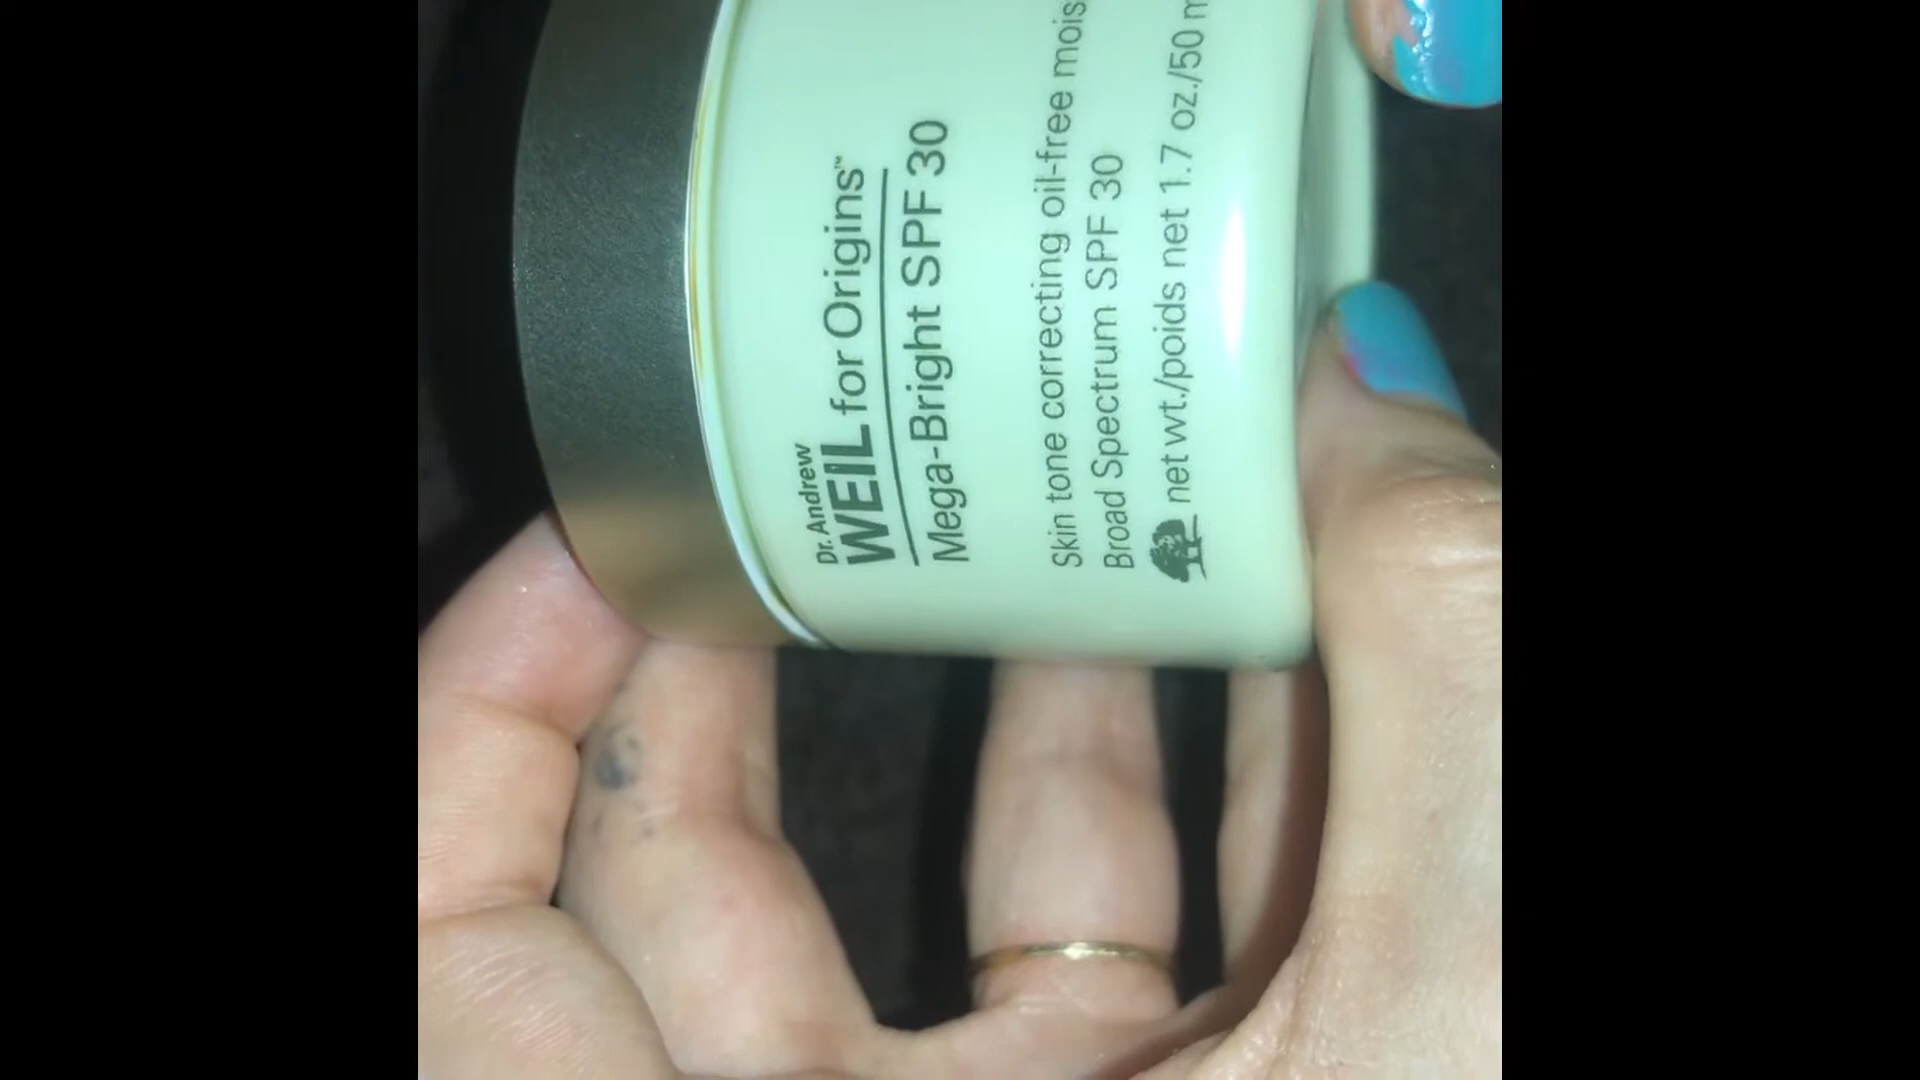 Dr. Andrew
WEIL for Origins™
Mega-Bright SPF 30
Skin tone correcting oil-free mois
Broad Spectrum SPF 30
net wt./poids net 1.7 oz./50 m